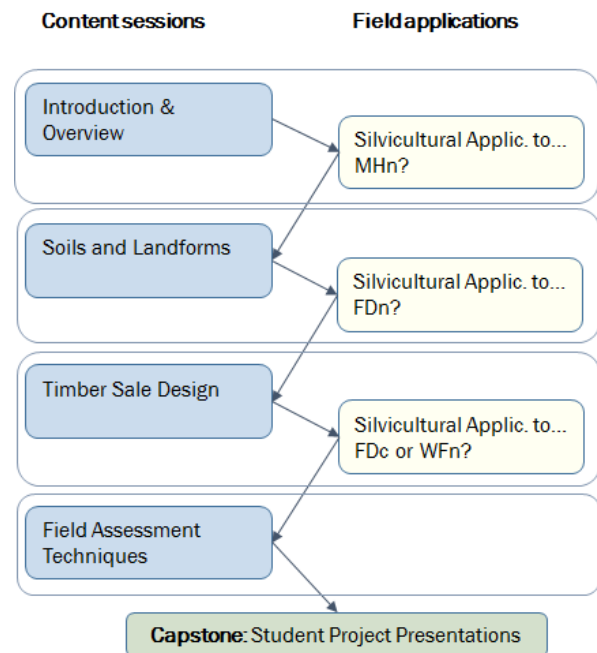 Content sessions
Field applications
Introduction &
Overview
Silvicultural Applic. to...
MHn?
Soils and Landforms
Silvicultural Applic. to...
FDn?
Timber Sale Design
Silvicultural Applic. to...
FDc or WFn?
Field Assessment
Techniques
Capstone: Student Project Presentations